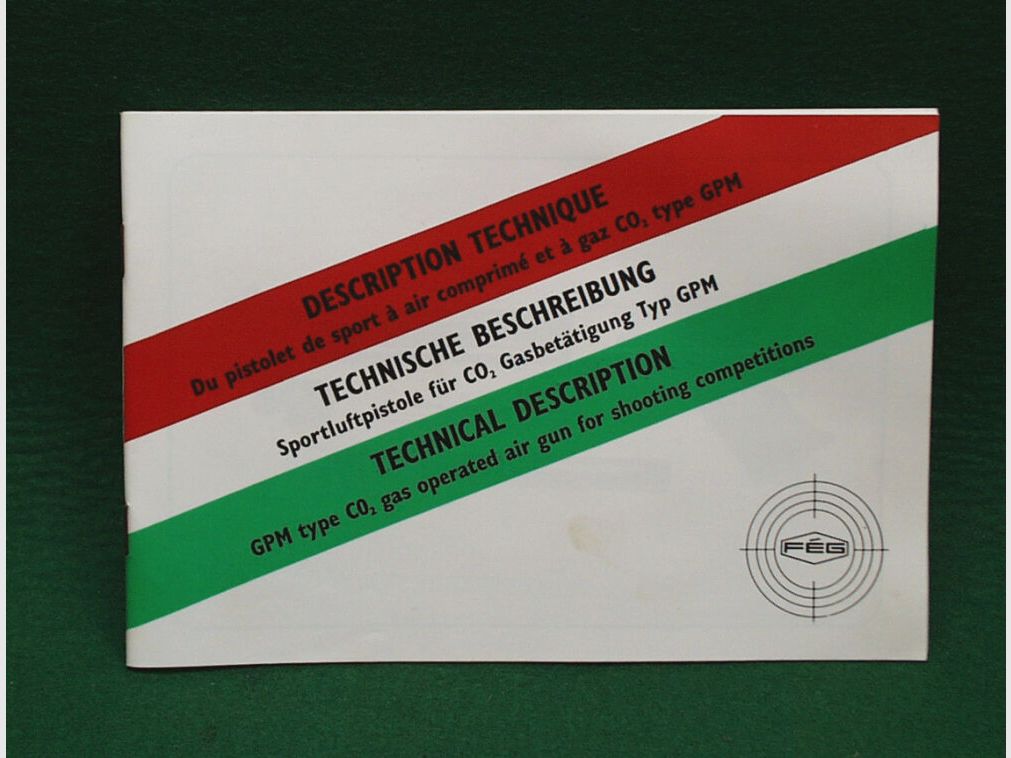 DESCRIPTION TECHNIQUE
Du pistolet de sport à air comprimé et à gaz CO₂ type GPM
TECHNISCHE BESCHREIBUNG
Sportluftpistole für CO₂ Gasbetätigung Typ GPM
TECHNICAL DESCRIPTION
GPM type CO₂ gas operated air gun for shooting competitions
FÉG